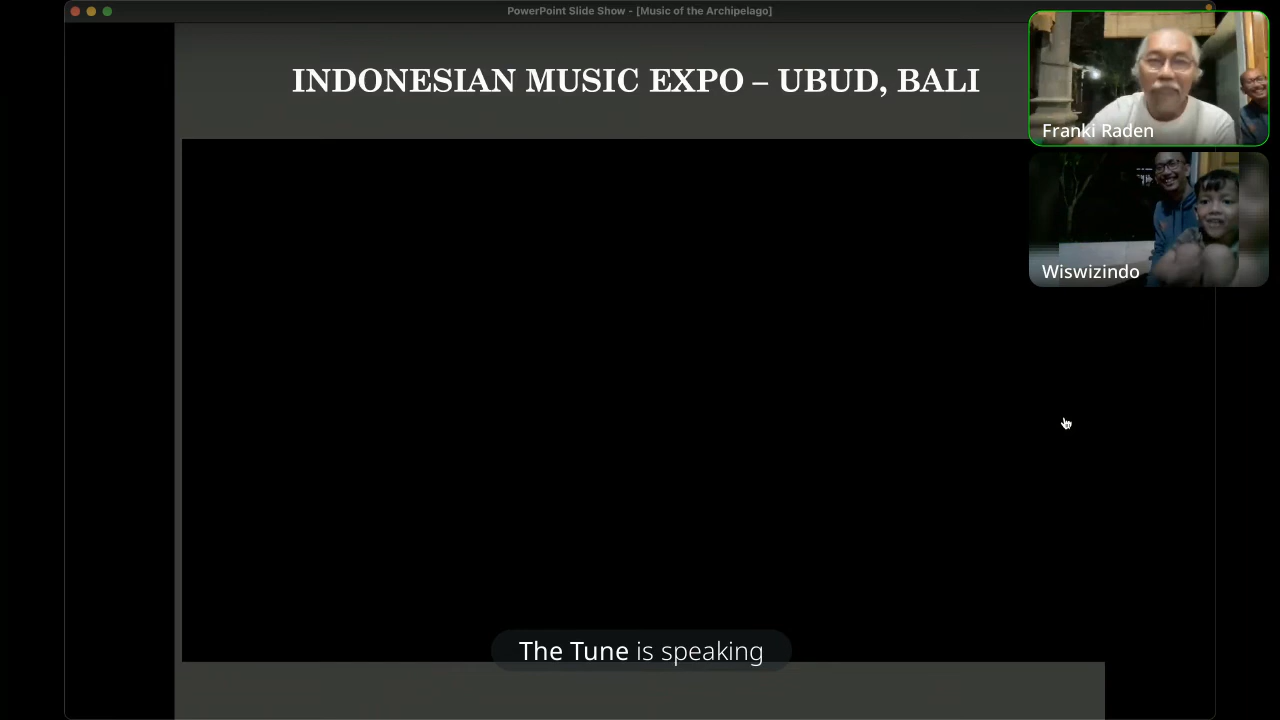 PowerPoint Slide Show - [Music of the Archipelago]
INDONESIAN MUSIC EXPO – UBUD, BALI
Franki Raden
Wiswizindo
The Tune is speaking